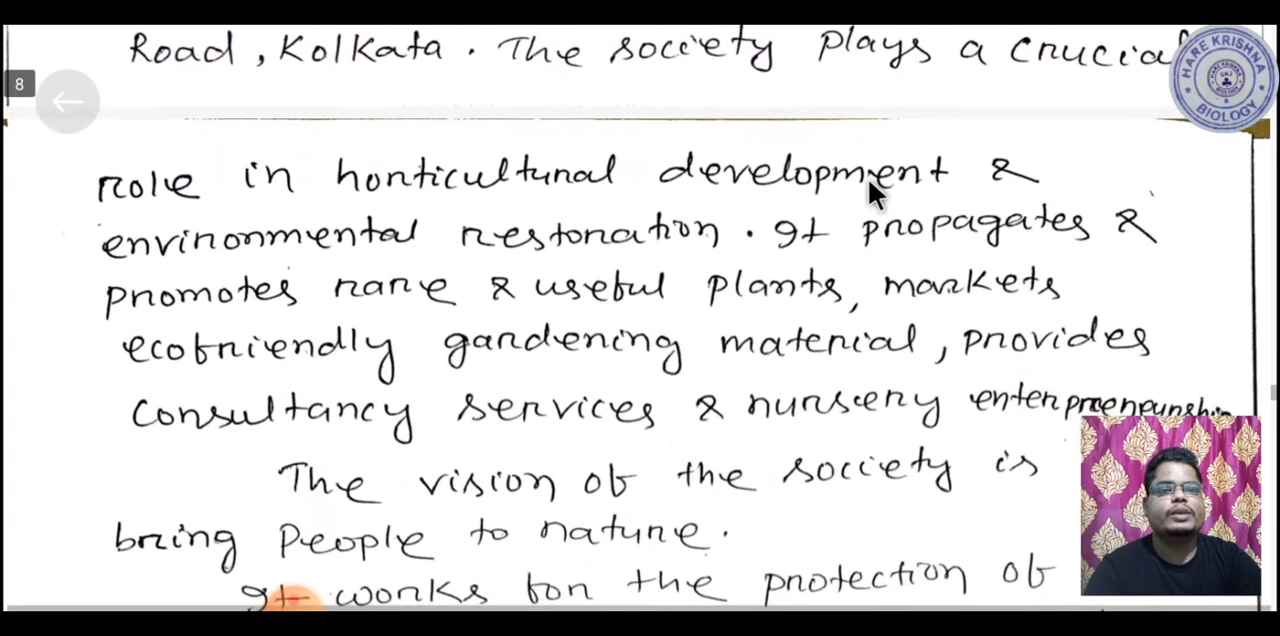 Road, Kolkata. The society plays a crucial
8
HARE KRISHNA
BIOLOGY
role in horticultural development &
environmental restoration. It propagates &
promotes rare & useful plants, markets
ecofriendly gardening material, provides
consultancy services & nursery enterpreneurship
The vision of the society is
bring People to nature.
It works for the protection of